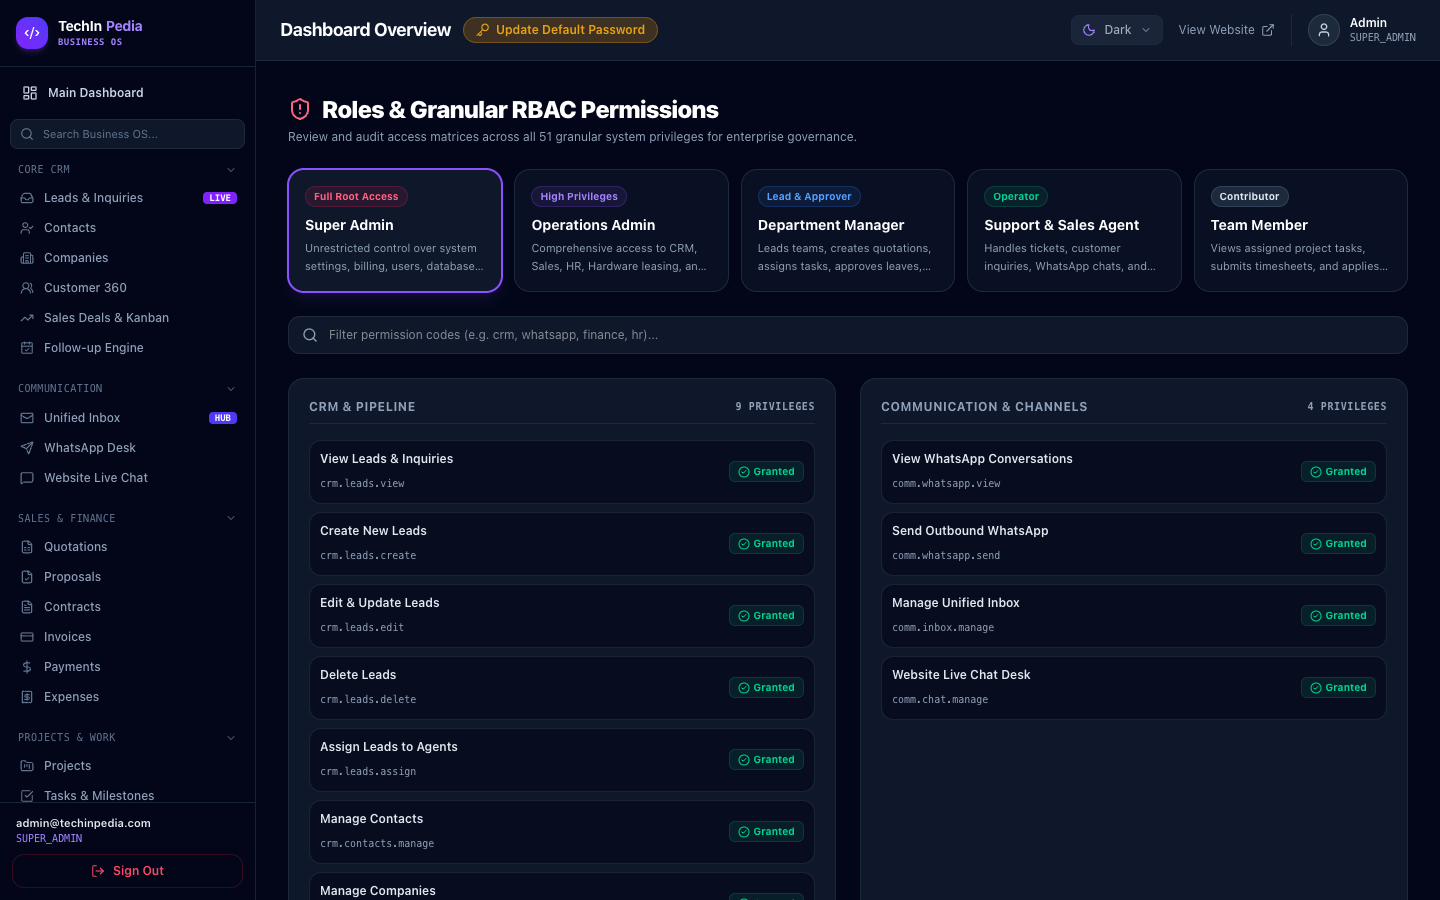 TechIn Pedia
BUSINESS OS
Main Dashboard
Search Business OS...
CORE CRM
Leads & Inquiries
LIVE
Contacts
Companies
Customer 360
Sales Deals & Kanban
Follow-up Engine
COMMUNICATION
Unified Inbox
HUB
WhatsApp Desk
Website Live Chat
SALES & FINANCE
Quotations
Proposals
Contracts
Invoices
Payments
Expenses
PROJECTS & WORK
Projects
Tasks & Milestones
admin@techinpedia.com
SUPER_ADMIN
Sign Out
Dashboard Overview
Update Default Password
Dark
View Website
Admin
SUPER_ADMIN
Roles & Granular RBAC Permissions
Review and audit access matrices across all 51 granular system privileges for enterprise governance.
Full Root Access
Super Admin
Unrestricted control over system
settings, billing, users, database...
High Privileges
Operations Admin
Comprehensive access to CRM,
Sales, HR, Hardware leasing, an...
Lead & Approver
Department Manager
Leads teams, creates quotations,
assigns tasks, approves leaves,...
Operator
Support & Sales Agent
Handles tickets, customer
inquiries, WhatsApp chats, and...
Contributor
Team Member
Views assigned project tasks,
submits timesheets, and applies...
Filter permission codes (e.g. crm, whatsapp, finance, hr)...
CRM & PIPELINE
9 PRIVILEGES
View Leads & Inquiries
crm.leads.view
Granted
Create New Leads
crm.leads.create
Granted
Edit & Update Leads
crm.leads.edit
Granted
Delete Leads
crm.leads.delete
Granted
Assign Leads to Agents
crm.leads.assign
Granted
Manage Contacts
crm.contacts.manage
Granted
Manage Companies
COMMUNICATION & CHANNELS
4 PRIVILEGES
View WhatsApp Conversations
comm.whatsapp.view
Granted
Send Outbound WhatsApp
comm.whatsapp.send
Granted
Manage Unified Inbox
comm.inbox.manage
Granted
Website Live Chat Desk
comm.chat.manage
Granted